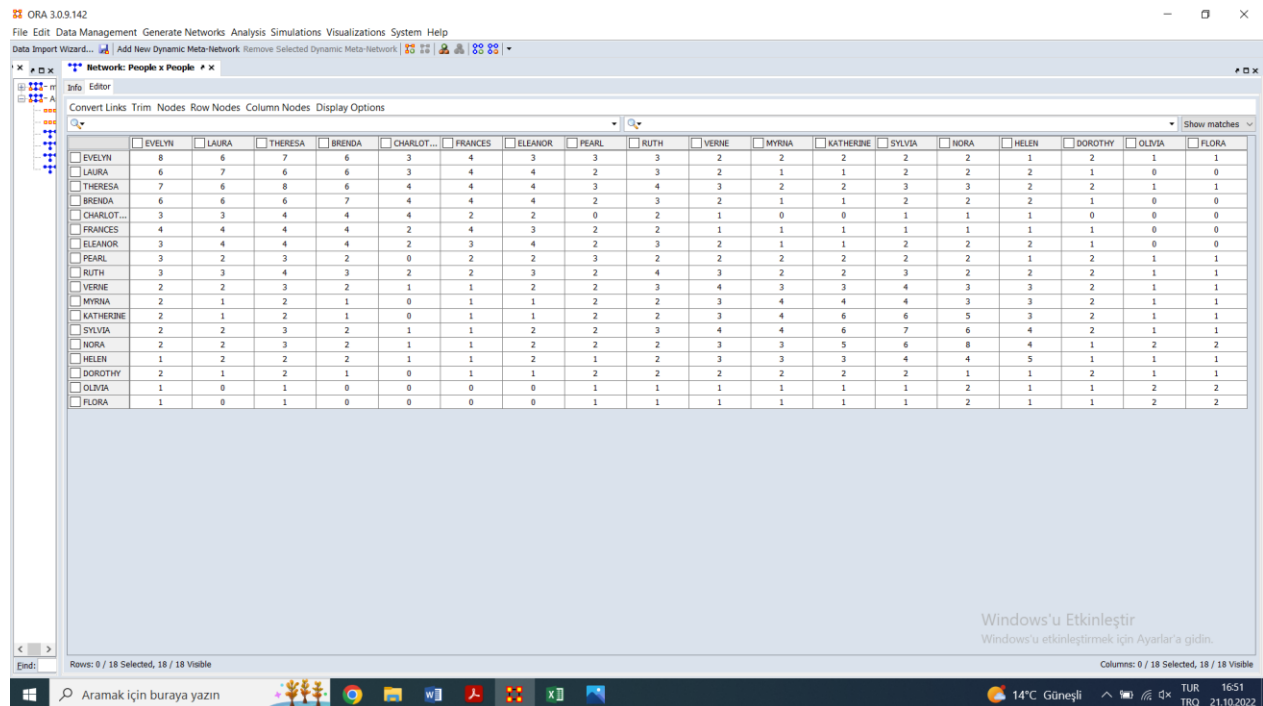 ORA 3.0.9.142
File Edit Data Management Generate Networks Analysis Simulations Visualizations System Help
Data Import Wizard... Add New Dynamic Meta-Network Remove Selected Dynamic Meta-Network
Network: People x People
Info Editor
Convert Links Trim Nodes Row Nodes Column Nodes Display Options
Show matches
EVELYN LAURA THERESA BRENDA CHARLOT... FRANCES ELEANOR PEARL RUTH VERNE MYRNA KATHERINE SYLVIA NORA HELEN DOROTHY OLIVIA FLORA
EVELYN 8 6 7 6 3 4 3 3 3 2 2 2 2 2 1 2 1 1
LAURA 6 7 6 6 3 4 4 2 3 2 1 1 2 2 2 1 0 0
THERESA 7 6 8 6 4 4 4 3 4 3 2 2 3 3 2 2 1 1
BRENDA 6 6 6 7 4 4 4 2 3 2 1 1 2 2 2 1 0 0
CHARLOT... 3 3 4 4 4 2 2 0 2 1 0 0 1 1 1 0 0 0
FRANCES 4 4 4 4 2 4 3 2 2 1 1 1 1 1 1 1 0 0
ELEANOR 3 4 4 4 2 3 4 2 3 2 1 1 2 2 2 1 0 0
PEARL 3 2 3 2 0 2 2 3 2 2 2 2 2 2 1 2 1 1
RUTH 3 3 4 3 2 2 3 2 4 3 2 2 3 2 2 2 1 1
VERNE 2 2 3 2 1 1 2 2 3 4 3 3 4 3 3 2 1 1
MYRNA 2 1 2 1 0 1 1 2 2 3 4 4 4 3 3 2 1 1
KATHERINE 2 1 2 1 0 1 1 2 2 3 4 6 6 5 3 2 1 1
SYLVIA 2 2 3 2 1 1 2 2 3 4 4 6 7 6 4 2 1 1
NORA 2 2 3 2 1 1 2 2 2 3 3 5 6 8 4 1 2 2
HELEN 1 2 2 2 1 1 2 1 2 3 3 3 4 4 5 1 1 1
DOROTHY 2 1 2 1 0 1 1 2 2 2 2 2 2 1 1 2 1 1
OLIVIA 1 0 1 0 0 0 0 1 1 1 1 1 1 2 1 1 2 2
FLORA 1 0 1 0 0 0 0 1 1 1 1 1 1 2 1 1 2 2
Windows'u Etkinleştir
Windows'u etkinleştirmek için Ayarlar'a gidin.
Find: Rows: 0 / 18 Selected, 18 / 18 Visible Columns: 0 / 18 Selected, 18 / 18 Visible
Aramak için buraya yazın 14°C Güneşli TUR 16:51
TRQ 21.10.2022